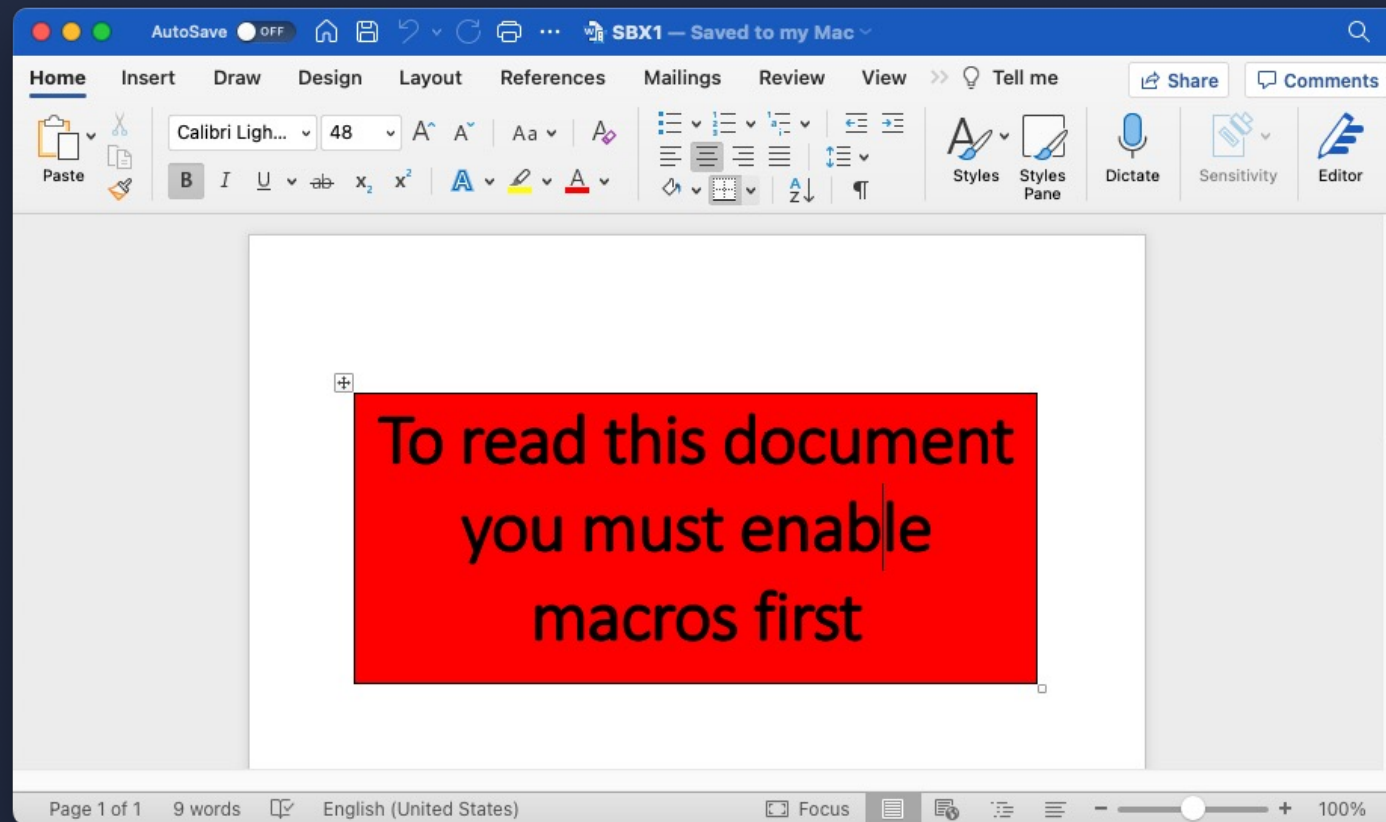 AutoSave OFF ... SBX1 — Saved to my Mac
Home Insert Draw Design Layout References Mailings Review View Tell me Share Comments
Paste Calibri Ligh... 48 A A Aa A
B I U ab x2 x2 A A A Z ¶
Styles Styles Pane Dictate Sensitivity Editor
To read this document
you must enable
macros first
Page 1 of 1 9 words English (United States) Focus 100%